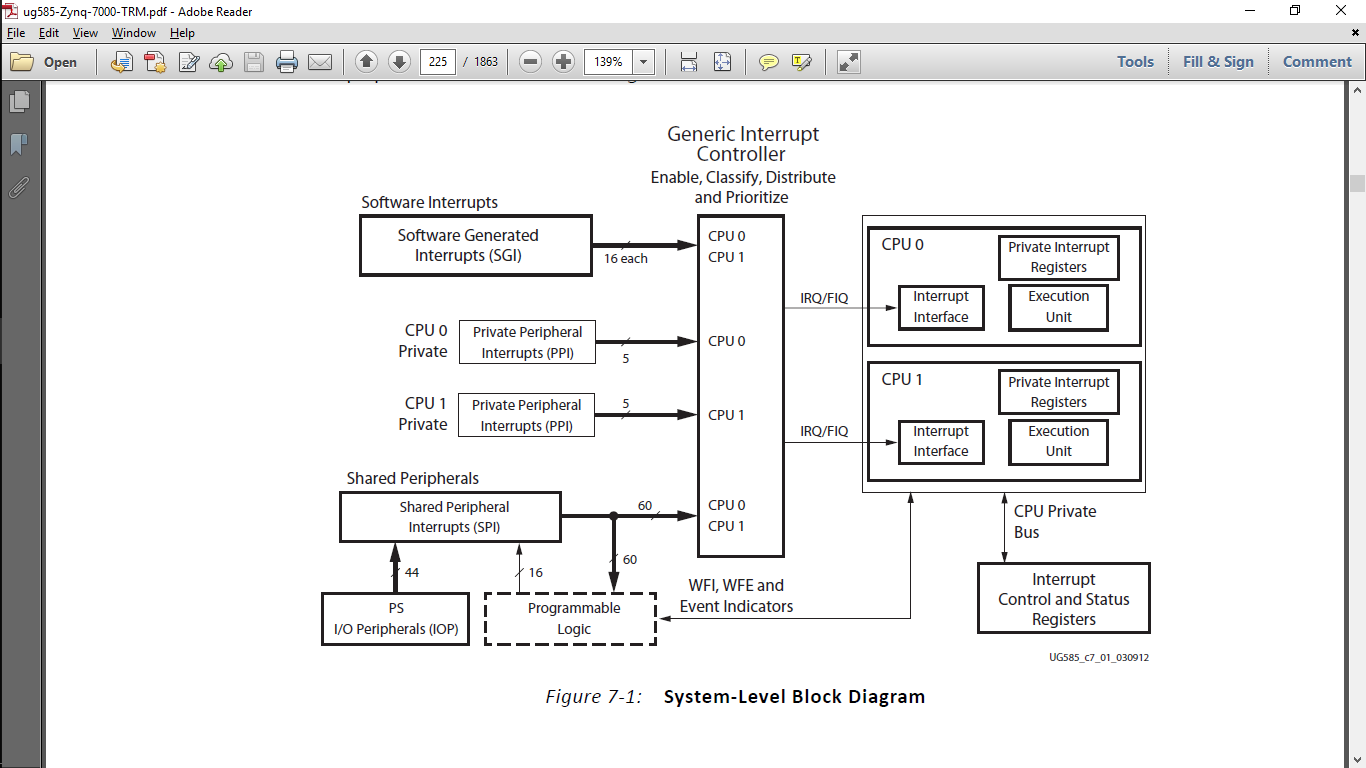 ug585-Zynq-7000-TRM.pdf - Adobe Reader
File Edit View Window Help
Open 225 / 1863 139% Tools Fill & Sign Comment
Generic Interrupt
Controller
Enable, Classify, Distribute
and Prioritize
Software Interrupts
Software Generated
Interrupts (SGI)
16 each
CPU 0
CPU 1
CPU 0
Private
Private Peripheral
Interrupts (PPI)
5
CPU 0
CPU 1
Private
Private Peripheral
Interrupts (PPI)
5
CPU 1
Shared Peripherals
Shared Peripheral
Interrupts (SPI)
60
CPU 0
CPU 1
44
16
60
PS
I/O Peripherals (IOP)
Programmable
Logic
WFI, WFE and
Event Indicators
IRQ/FIQ
CPU 0
Private Interrupt
Registers
Interrupt
Interface
Execution
Unit
IRQ/FIQ
CPU 1
Private Interrupt
Registers
Interrupt
Interface
Execution
Unit
CPU Private
Bus
Interrupt
Control and Status
Registers
UG585_c7_01_030912
Figure 7-1: System-Level Block Diagram